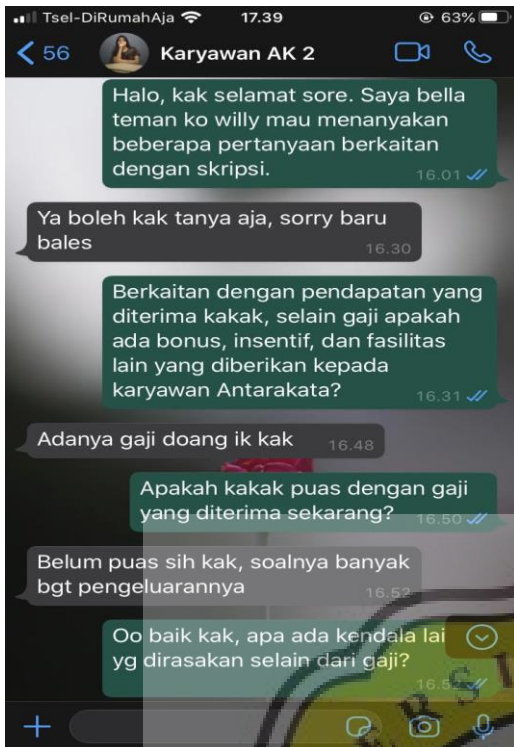 Tsel-DiRumahAja 17.39 63%
56 Karyawan AK 2
Halo, kak selamat sore. Saya bella
teman ko willy mau menanyakan
beberapa pertanyaan berkaitan
dengan skripsi.
16.01
Ya boleh kak tanya aja, sorry baru
bales
16.30
Berkaitan dengan pendapatan yang
diterima kakak, selain gaji apakah
ada bonus, insentif, dan fasilitas
lain yang diberikan kepada
karyawan Antarakata?
16.31
Adanya gaji doang ik kak 16.48
Apakah kakak puas dengan gaji
yang diterima sekarang? 16.50
Belum puas sih kak, soalnya banyak
bgt pengeluarannya 16.52
Oo baik kak, apa ada kendala lai
yg dirasakan selain dari gaji?
16.52
R S I